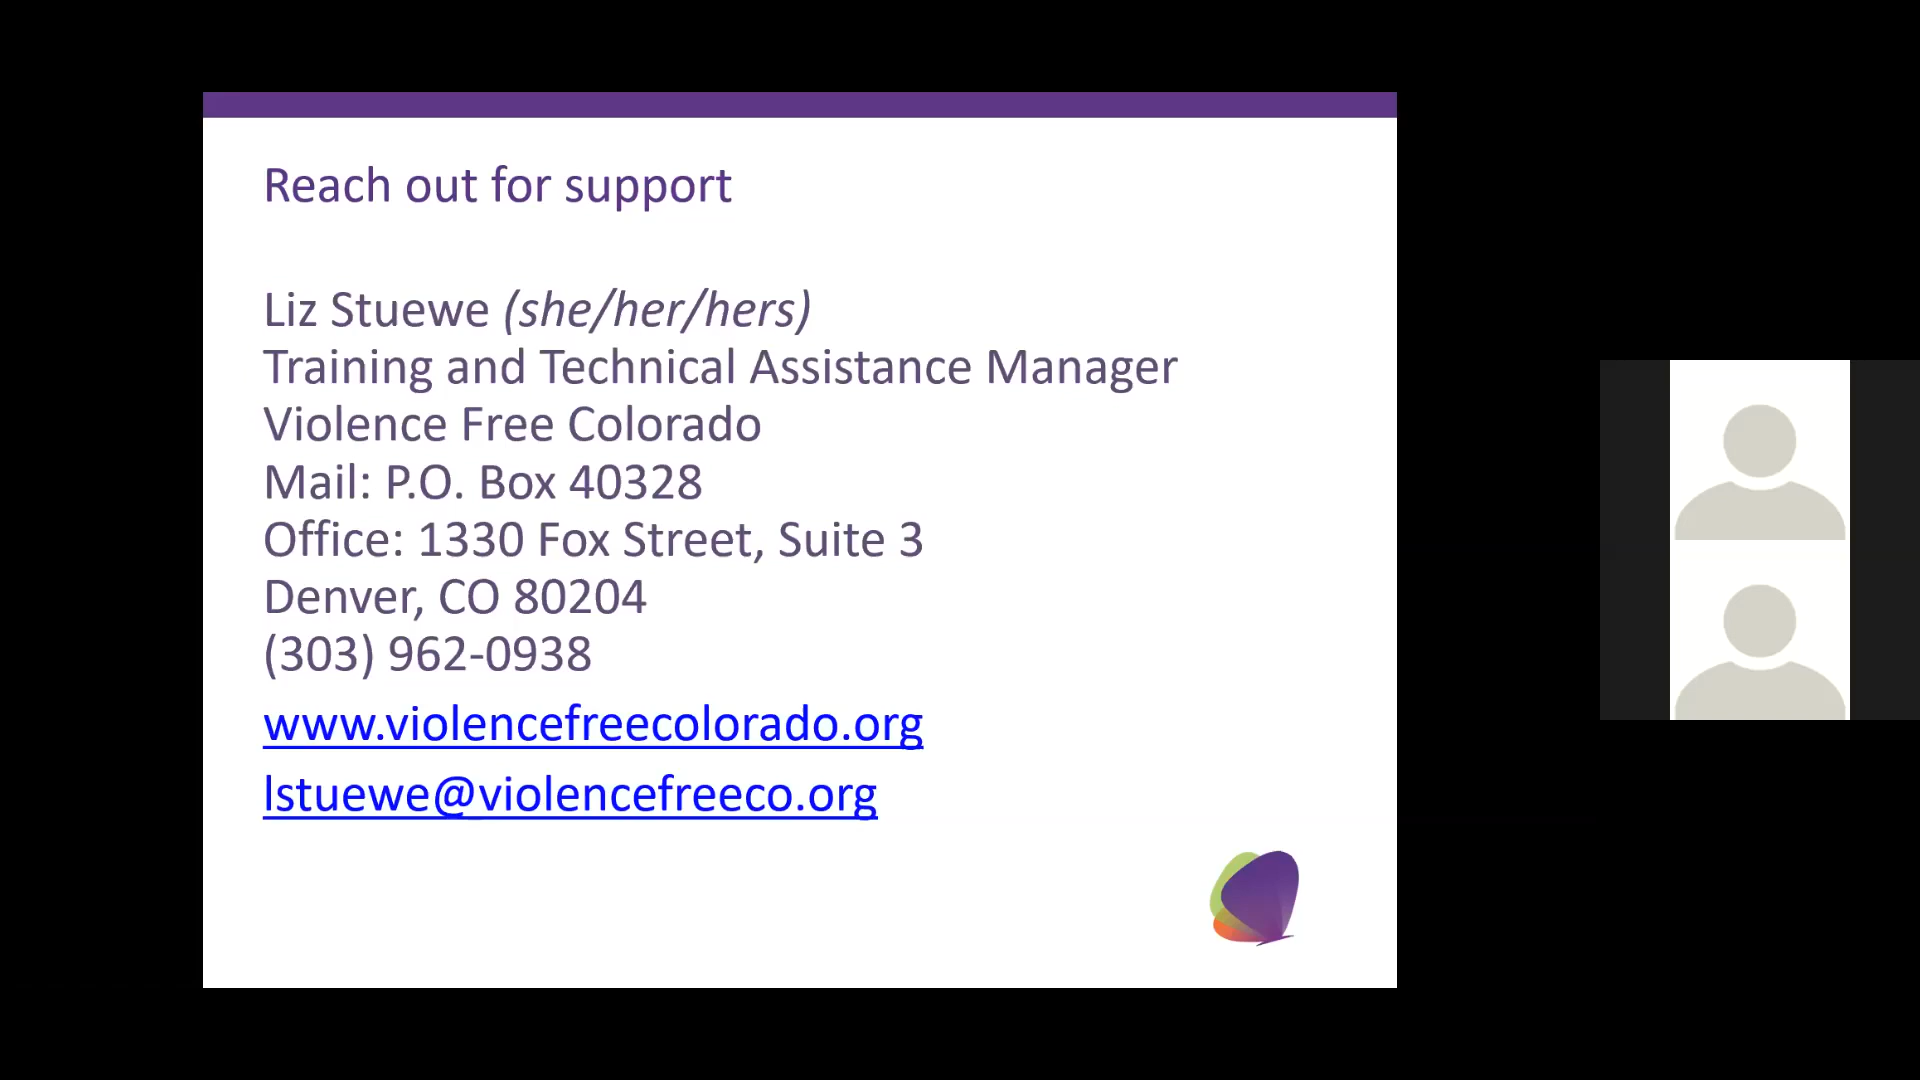 Reach out for support
Liz Stuewe (she/her/hers)
Training and Technical Assistance Manager
Violence Free Colorado
Mail: P.O. Box 40328
Office: 1330 Fox Street, Suite 3
Denver, CO 80204
(303) 962-0938
www.violencefreecolorado.org
lstuewe@violencefreeco.org